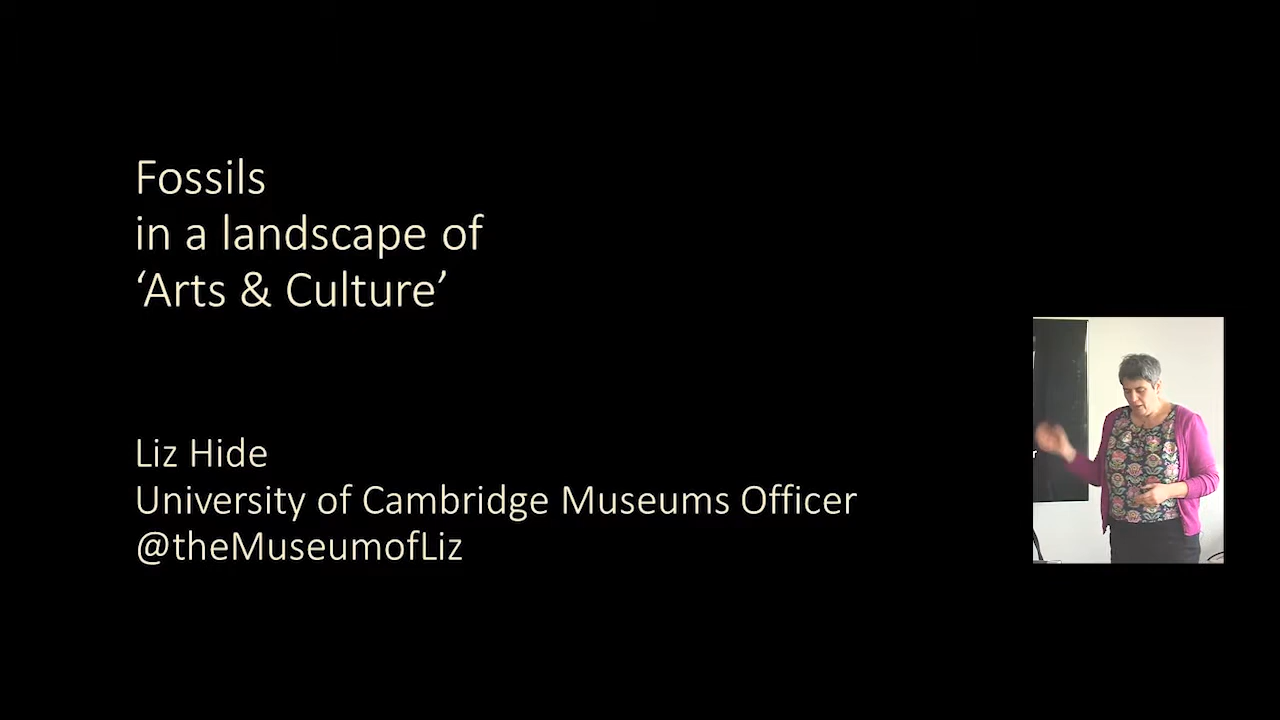 Fossils
in a landscape of
‘Arts & Culture’
Liz Hide
University of Cambridge Museums Officer
@theMuseumofLiz